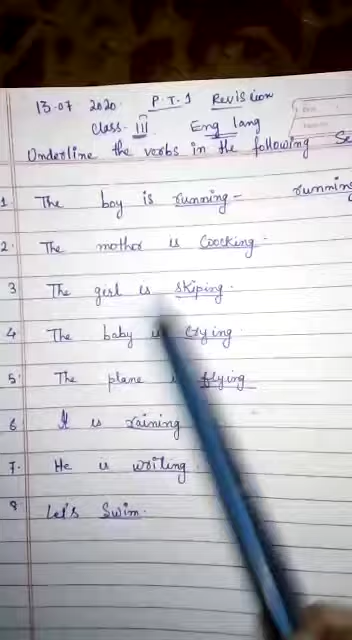 13.07 2020. P.T.1 Revision
Class- III Eng lang
Underline the verbs in the following Se
1 The boy is running- running
2. The mother is Coocking.
3 The girl is skiping.
4 The baby is Crying.
5. The plane is flying
6 It is raining
7. He is writing.
8 Let's Swim.